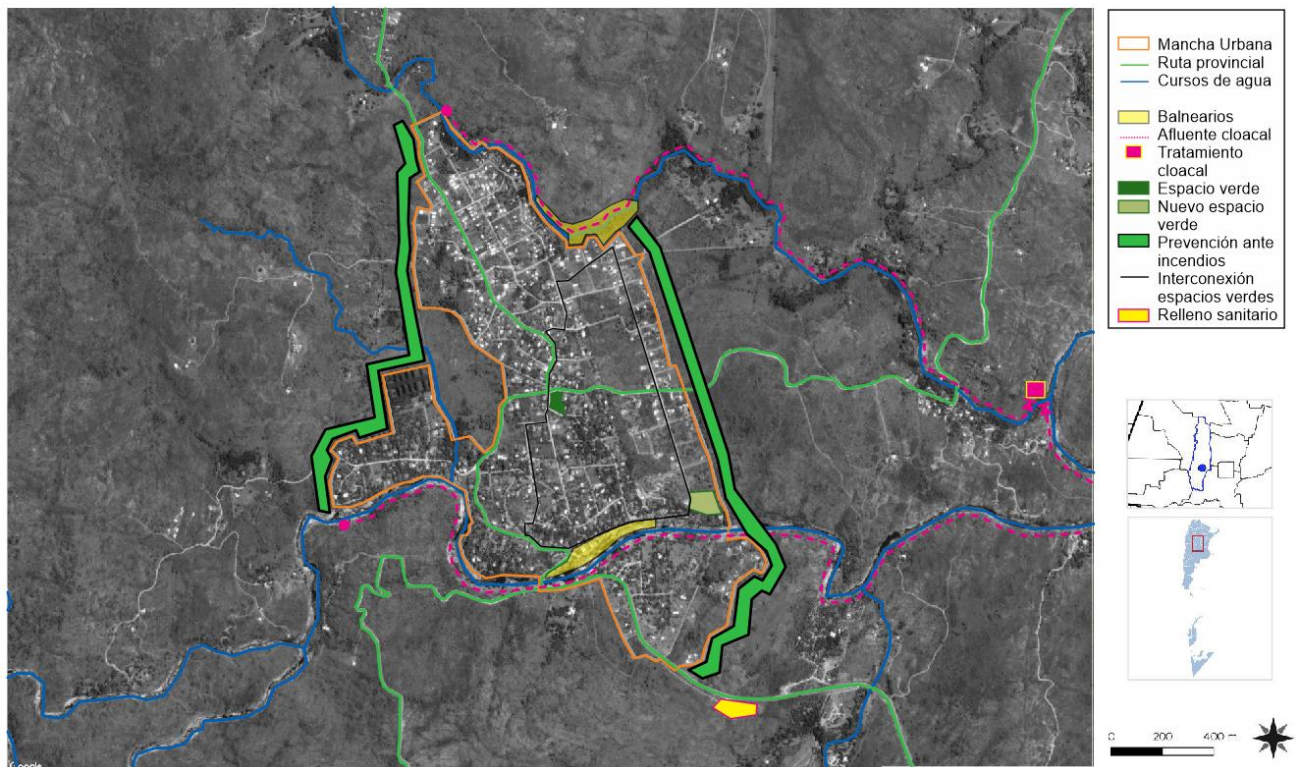 Mancha Urbana
Ruta provincial
Cursos de agua
Balnearios
Afluente cloacal
Tratamiento
cloacal
Espacio verde
Nuevo espacio
verde
Prevención ante
incendios
Interconexión
espacios verdes
Relleno sanitario
0 200 400 m
Google